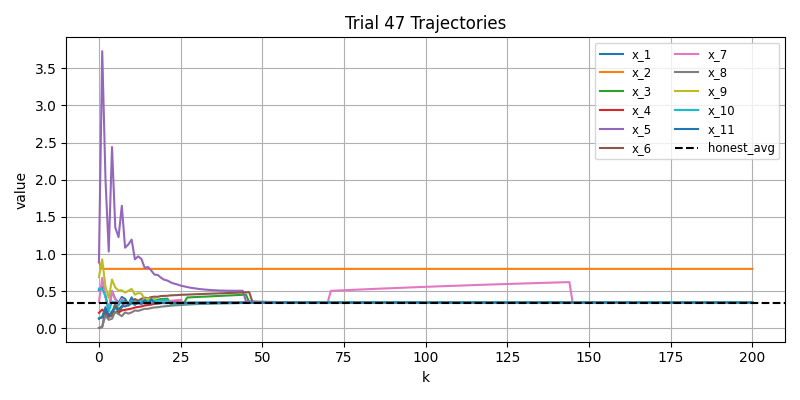 Trial 47 Trajectories
value
3.5
3.0
2.5
2.0
1.5
1.0
0.5
0.0
x_1
x_2
x_3
x_4
x_5
x_6
x_7
x_8
x_9
x_10
x_11
honest_avg
0
25
50
75
100
125
150
175
200
k